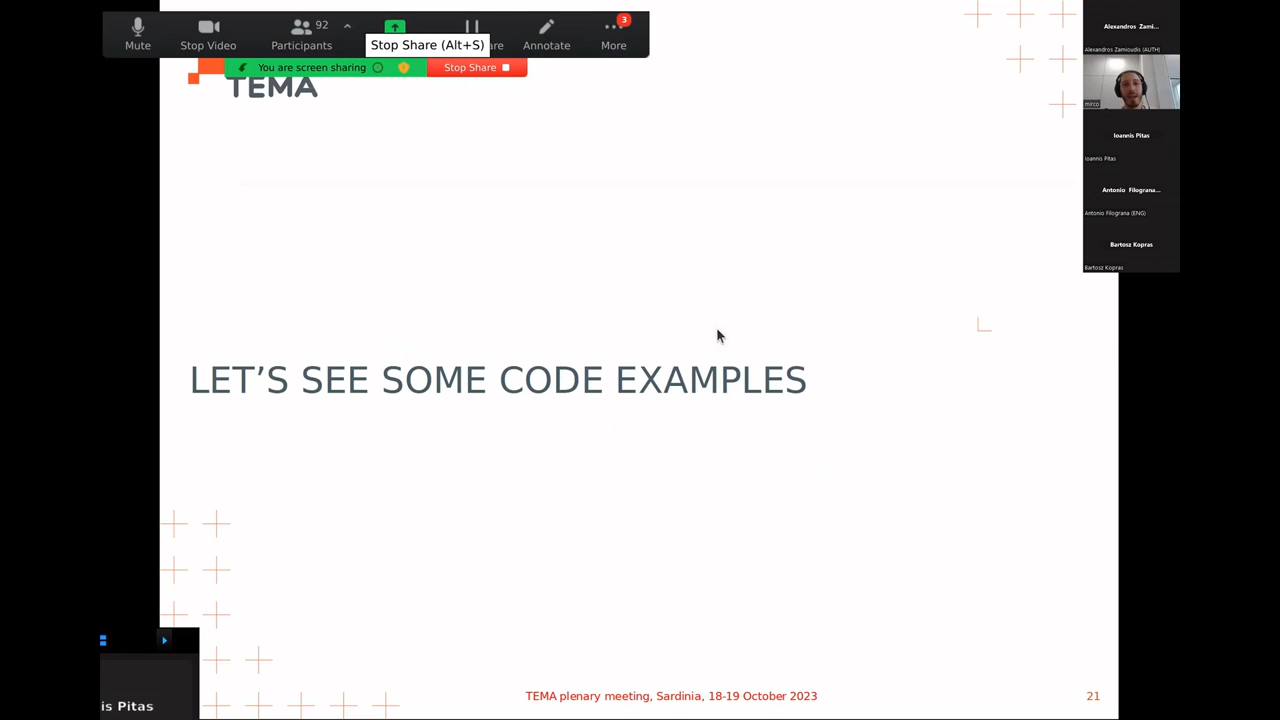 92
3
Mute
Stop Video
Participants
Stop Share (Alt+S)
are
Annotate
More
You are screen sharing
Stop Share
TEMA
Alexandros Zami...
Alexandros Zamioudis (AUTH)
mirco
Ioannis Pitas
Ioannis Pitas
Antonio Filograna...
Antonio Filograna (ENG)
Bartosz Kopras
Bartosz Kopras
LET’S SEE SOME CODE EXAMPLES
is Pitas
TEMA plenary meeting, Sardinia, 18-19 October 2023
21